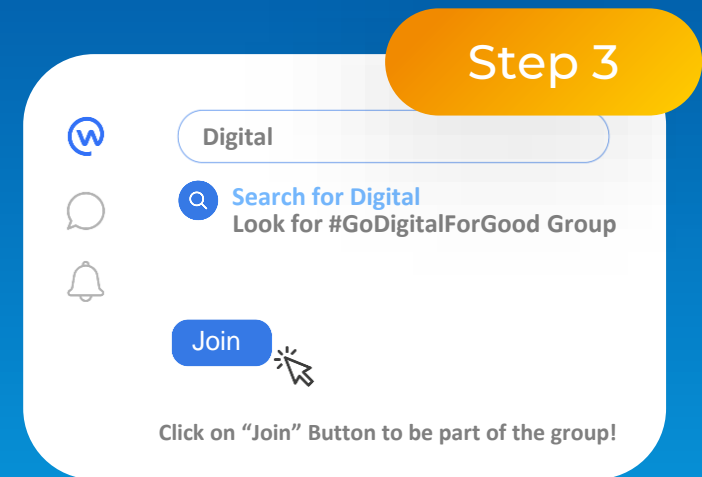 Step 3
Digital
Search for Digital
Look for #GoDigitalForGood Group
Join
Click on “Join” Button to be part of the group!